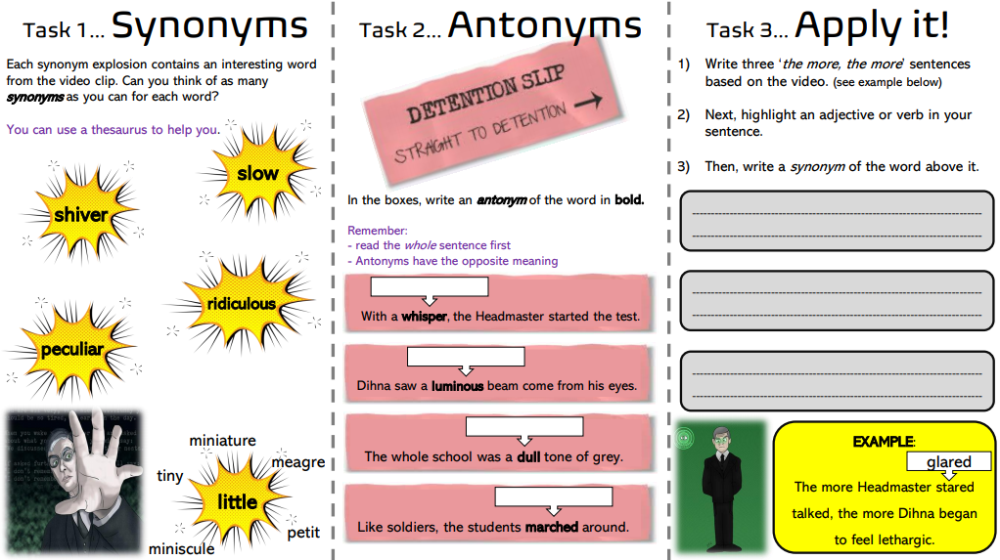 Task 1... Synonyms
Each synonym explosion contains an interesting word
from the video clip. Can you think of as many
synonyms as you can for each word?
You can use a thesaurus to help you.
slow
shiver
ridiculous
peculiar
miniature
meagre
tiny
little
petit
miniscule
Task 2... Antonyms
DETENTION SLIP
STRAIGHT TO DETENTION
In the boxes, write an antonym of the word in bold.
Remember:
- read the whole sentence first
- Antonyms have the opposite meaning
With a whisper, the Headmaster started the test.
Dihna saw a luminous beam come from his eyes.
The whole school was a dull tone of grey.
Like soldiers, the students marched around.
Task 3... Apply it!
1) Write three 'the more, the more' sentences
based on the video. (see example below)
2) Next, highlight an adjective or verb in your
sentence.
3) Then, write a synonym of the word above it.
EXAMPLE:
glared
The more Headmaster stared
talked, the more Dihna began
to feel lethargic.